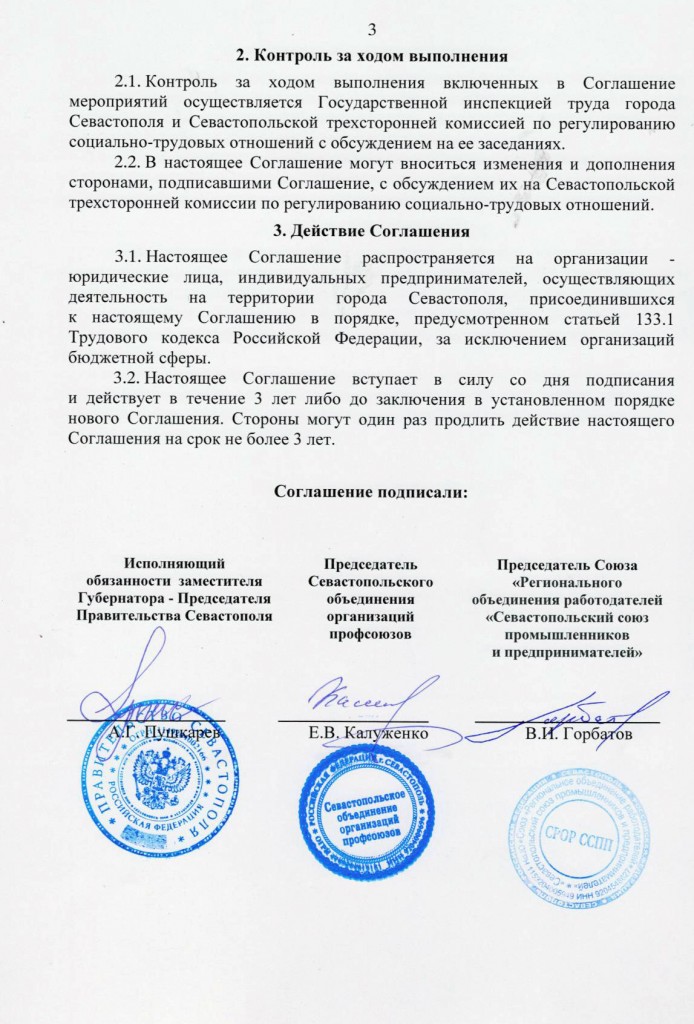 3
2. Контроль за ходом выполнения
2.1. Контроль за ходом выполнения включенных в Соглашение
мероприятий осуществляется Государственной инспекцией труда города
Севастополя и Севастопольской трехсторонней комиссией по регулированию
социально-трудовых отношений с обсуждением на ее заседаниях.
2.2. В настоящее Соглашение могут вноситься изменения и дополнения
сторонами, подписавшими Соглашение, с обсуждением их на Севастопольской
трехсторонней комиссии по регулированию социально-трудовых отношений.
3. Действие Соглашения
3.1. Настоящее Соглашение распространяется на организации -
юридические лица, индивидуальных предпринимателей, осуществляющих
деятельность на территории города Севастополя, присоединившихся
к настоящему Соглашению в порядке, предусмотренном статьей 133.1
Трудового кодекса Российской Федерации, за исключением организаций
бюджетной сферы.
3.2. Настоящее Соглашение вступает в силу со дня подписания
и действует в течение 3 лет либо до заключения в установленном порядке
нового Соглашения. Стороны могут один раз продлить действие настоящего
Соглашения на срок не более 3 лет.
Соглашение подписали:
Исполняющий
обязанности заместителя
Губернатора - Председателя
Правительства Севастополя
А.Г. Пушкарев
ПРАВИТЕЛЬСТВО СЕВАСТОПОЛЯ
РОССИЙСКАЯ ФЕДЕРАЦИЯ
Председатель
Севастопольского
объединения
организаций
профсоюзов
Е.В. Калуженко
РОССИЙСКАЯ ФЕДЕРАЦИЯ, г. СЕВАСТОПОЛЬ
Севастопольское
объединение
организаций
профсоюзов
Председатель Союза
«Регионального
объединения работодателей
«Севастопольский союз
промышленников
и предпринимателей»
В.И. Горбатов
СРОР ССПП